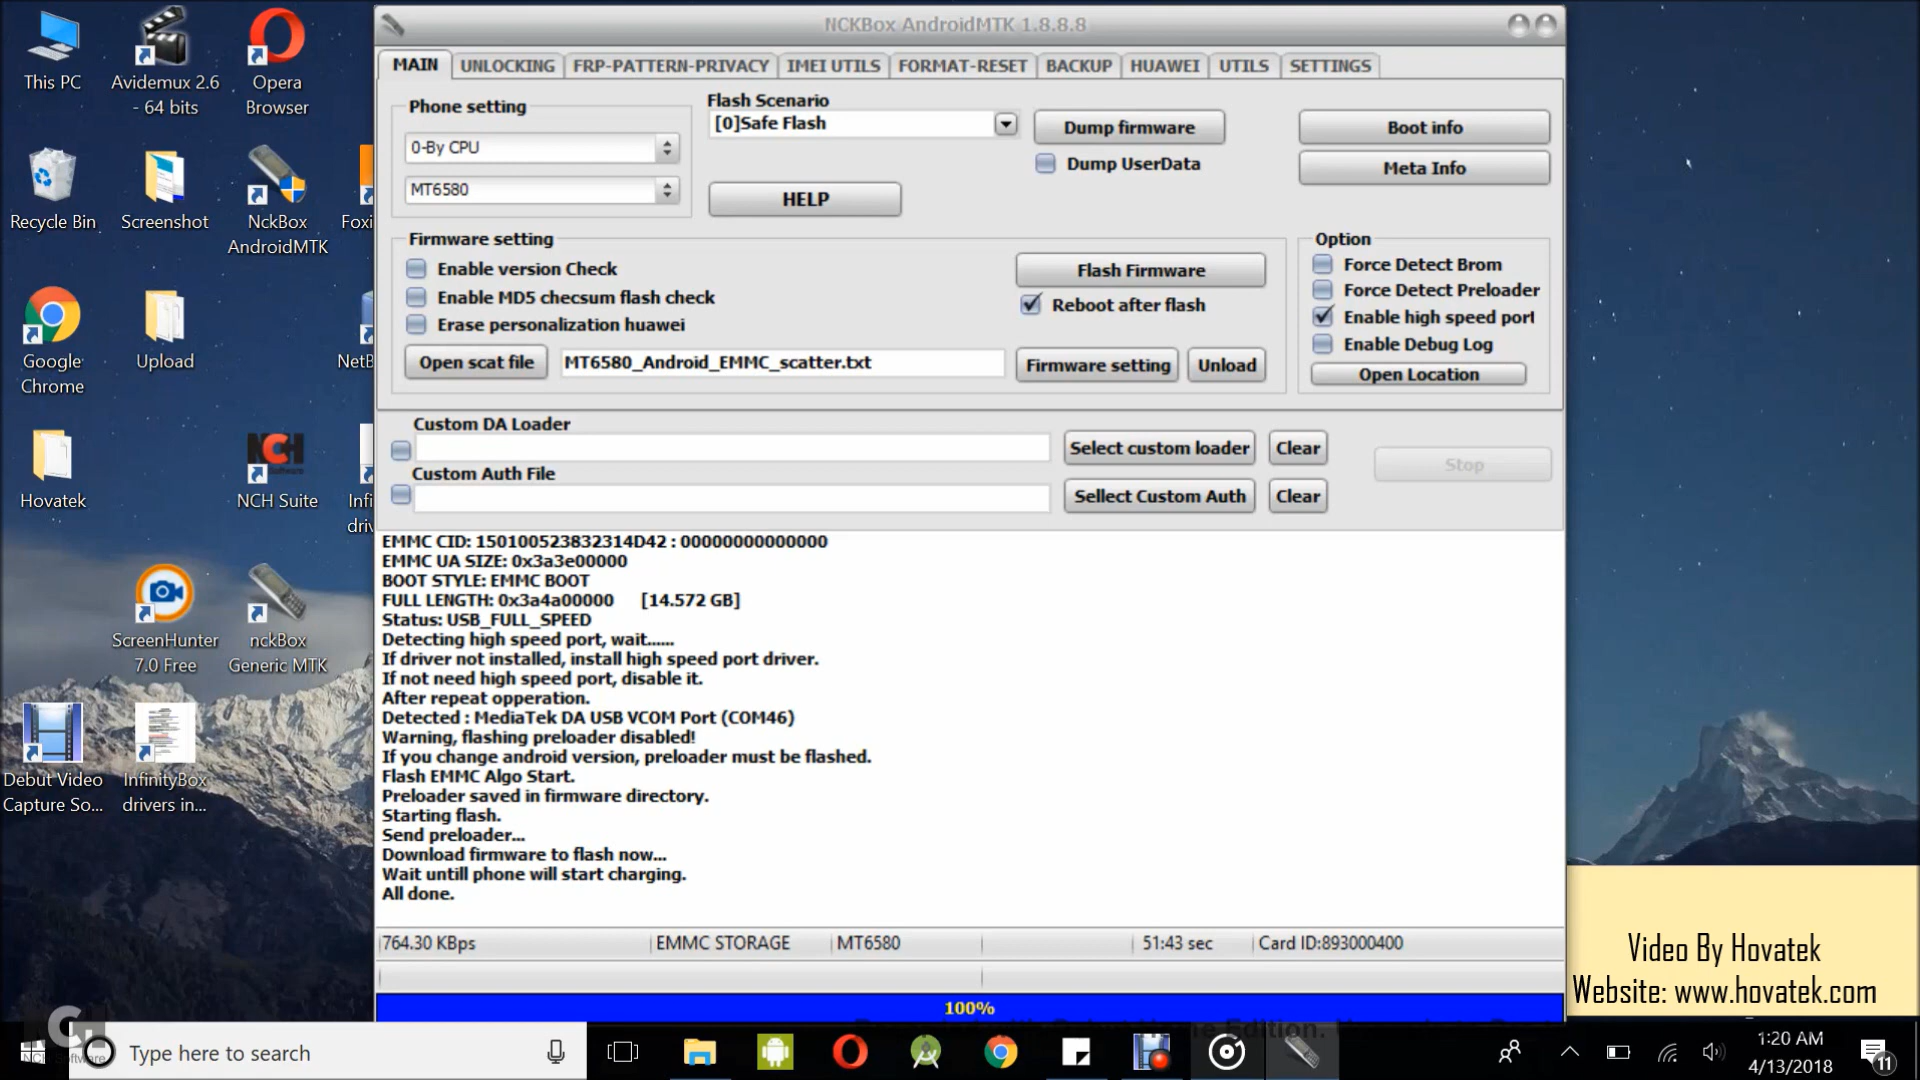 This PC
Avidemux 2.6
- 64 bits
Opera
Browser
Recycle Bin
Screenshot
NckBox
AndroidMTK
Foxi
Google
Chrome
Upload
NetB
Hovatek
NCH
Software
NCH Suite
Infi
driv
ScreenHunter
7.0 Free
nckBox
Generic MTK
Debut Video
Capture So...
InfinityBox
drivers in...
NCKBox AndroidMTK 1.8.8.8
MAIN
UNLOCKING
FRP-PATTERN-PRIVACY
IMEI UTILS
FORMAT-RESET
BACKUP
HUAWEI
UTILS
SETTINGS
Phone setting
0-By CPU
MT6580
Flash Scenario
[0]Safe Flash
HELP
Dump firmware
Dump UserData
Boot info
Meta Info
Firmware setting
Enable version Check
Enable MD5 checsum flash check
Erase personalization huawei
Flash Firmware
Reboot after flash
Open scat file
MT6580_Android_EMMC_scatter.txt
Firmware setting
Unload
Option
Force Detect Brom
Force Detect Preloader
Enable high speed port
Enable Debug Log
Open Location
Custom DA Loader
Select custom loader
Clear
Custom Auth File
Sellect Custom Auth
Clear
Stop
EMMC CID: 150100523832314D42 : 00000000000000
EMMC UA SIZE: 0x3a3e00000
BOOT STYLE: EMMC BOOT
FULL LENGTH: 0x3a4a00000 [14.572 GB]
Status: USB_FULL_SPEED
Detecting high speed port, wait......
If driver not installed, install high speed port driver.
If not need high speed port, disable it.
After repeat opperation.
Detected : MediaTek DA USB VCOM Port (COM46)
Warning, flashing preloader disabled!
If you change android version, preloader must be flashed.
Flash EMMC Algo Start.
Preloader saved in firmware directory.
Starting flash.
Send preloader...
Download firmware to flash now...
Wait untill phone will start charging.
All done.
764.30 KBps
EMMC STORAGE
MT6580
51:43 sec
Card ID:893000400
100%
Video By Hovatek
Website: www.hovatek.com
Type here to search
1:20 AM
4/13/2018
11